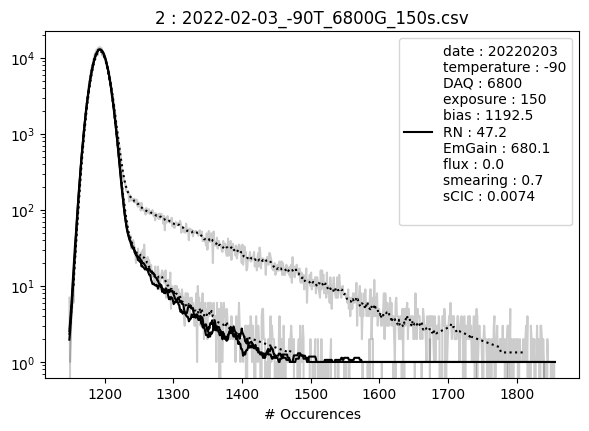 2 : 2022-02-03_-90T_6800G_150s.csv
date : 20220203
temperature : -90
DAQ : 6800
exposure : 150
bias : 1192.5
RN : 47.2
EmGain : 680.1
flux : 0.0
smearing : 0.7
sCIC : 0.0074
10⁴
10³
10²
10¹
10⁰
1200 1300 1400 1500 1600 1700 1800
# Occurences